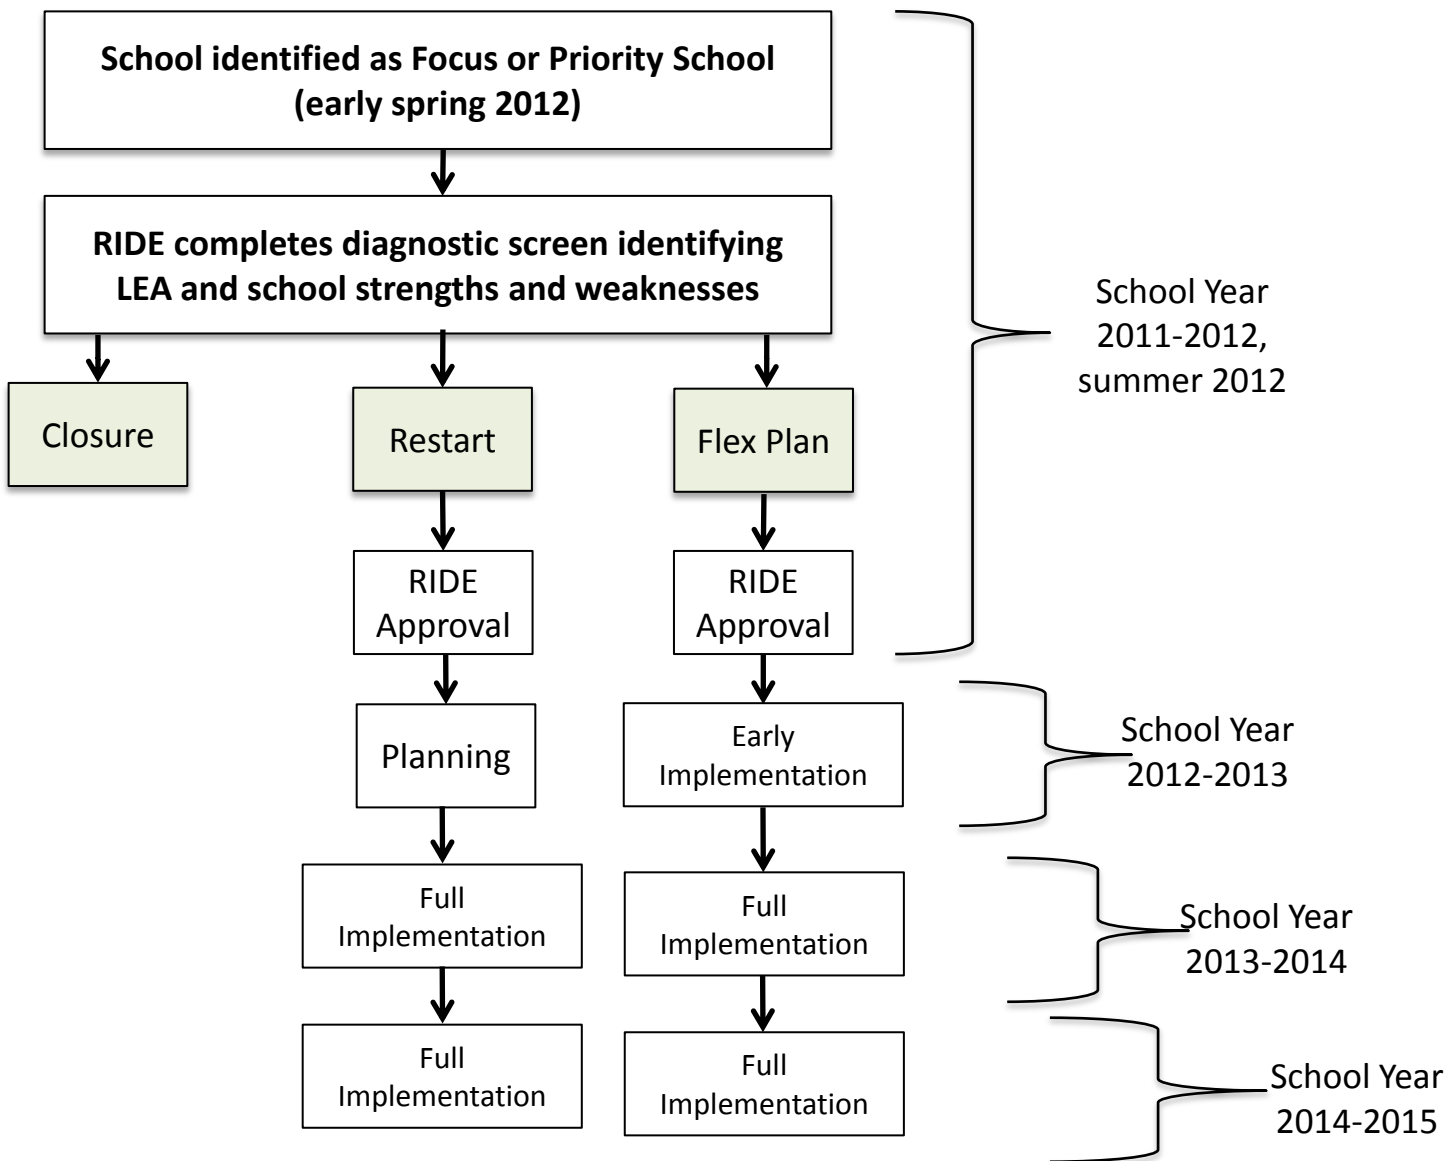 School identified as Focus or Priority School
(early spring 2012)
RIDE completes diagnostic screen identifying
LEA and school strengths and weaknesses
School Year
2011-2012,
summer 2012
Closure
Restart
Flex Plan
RIDE
Approval
RIDE
Approval
Planning
Early
Implementation
School Year
2012-2013
Full
Implementation
Full
Implementation
School Year
2013-2014
Full
Implementation
Full
Implementation
School Year
2014-2015